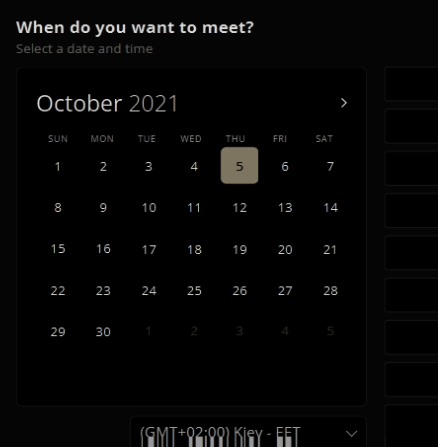 When do you want to meet?
Select a date and time
October 2021
SUN MON TUE WED THU FRI SAT
1 2 3 4 5 6 7
8 9 10 11 12 13 14
15 16 17 18 19 20 21
22 23 24 25 26 27 28
29 30 1 2 3 4 5
(GMT+02:00) Kiev - EET